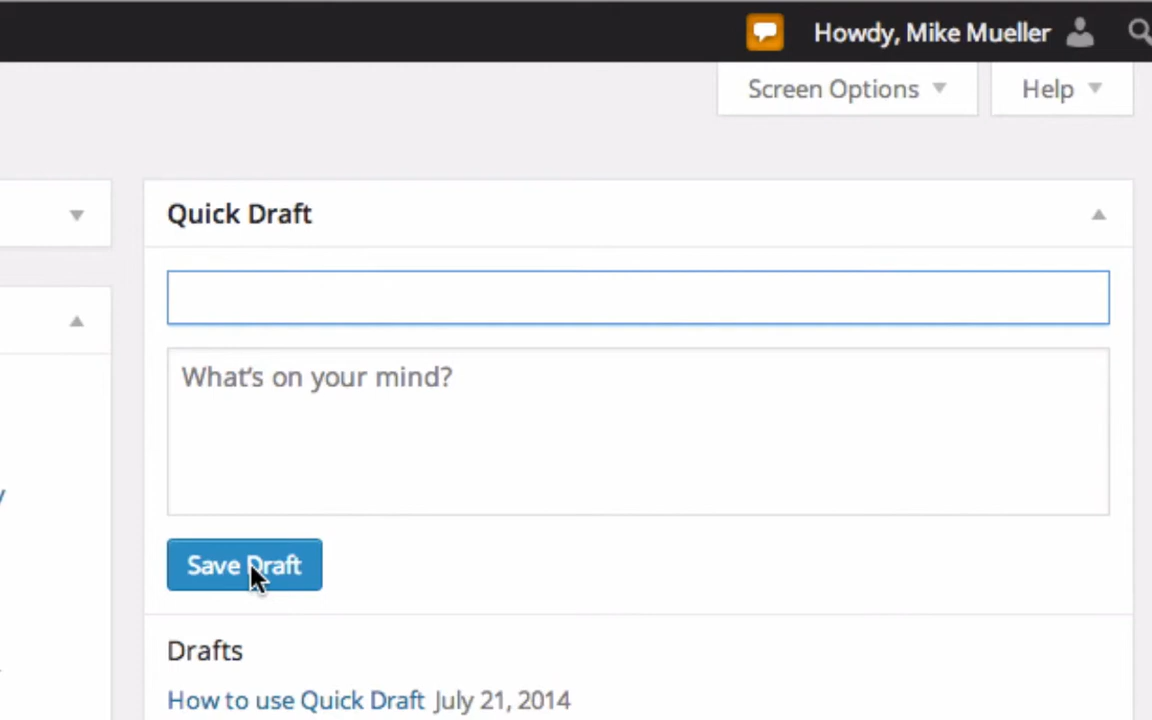 Howdy, Mike Mueller
Screen Options
Help
Quick Draft
What's on your mind?
Save Draft
Drafts
How to use Quick Draft July 21, 2014